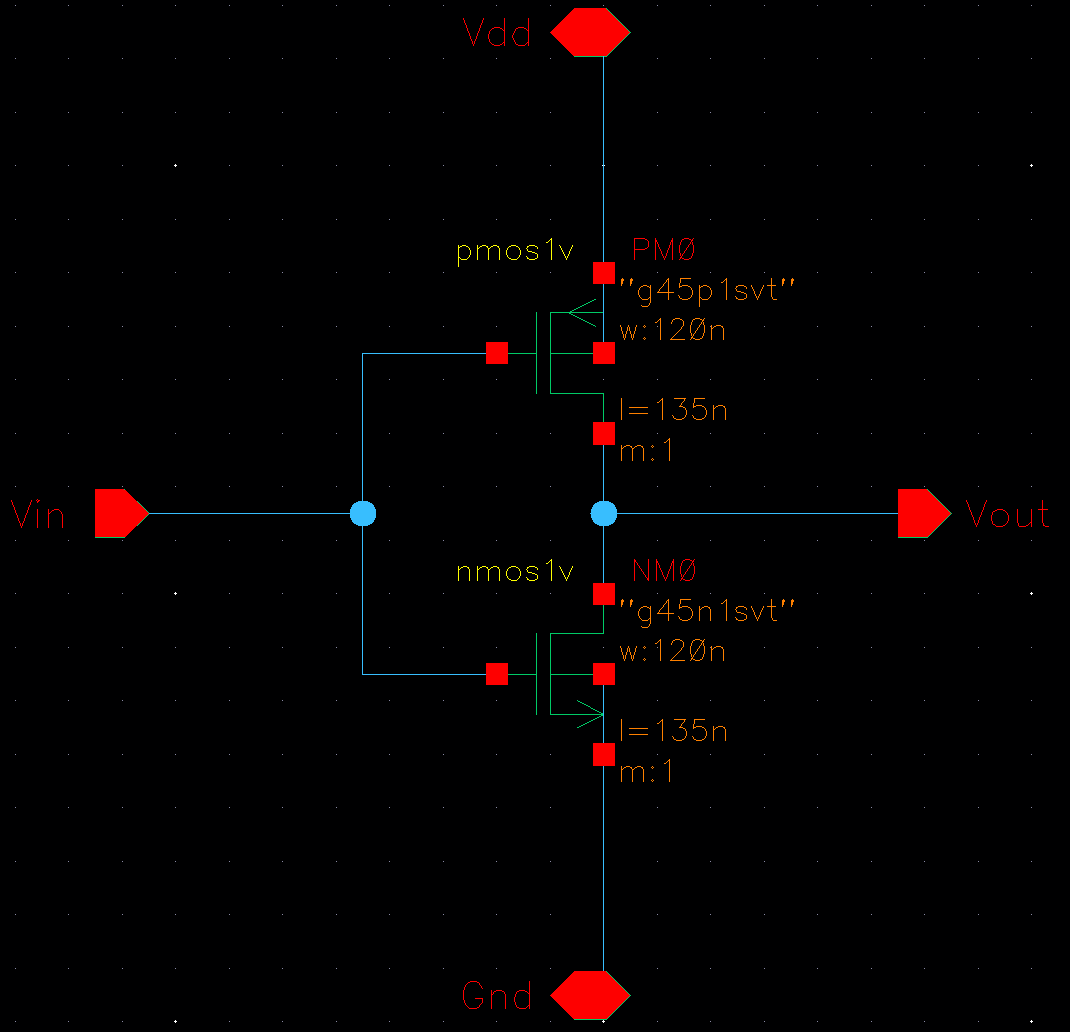 Vdd
pmos1v PMØ
"g45p1svt"
w:12Øn
l=135n
m:1
Vin Vout
nmos1v NMØ
"g45n1svt"
w:12Øn
l=135n
m:1
Gnd